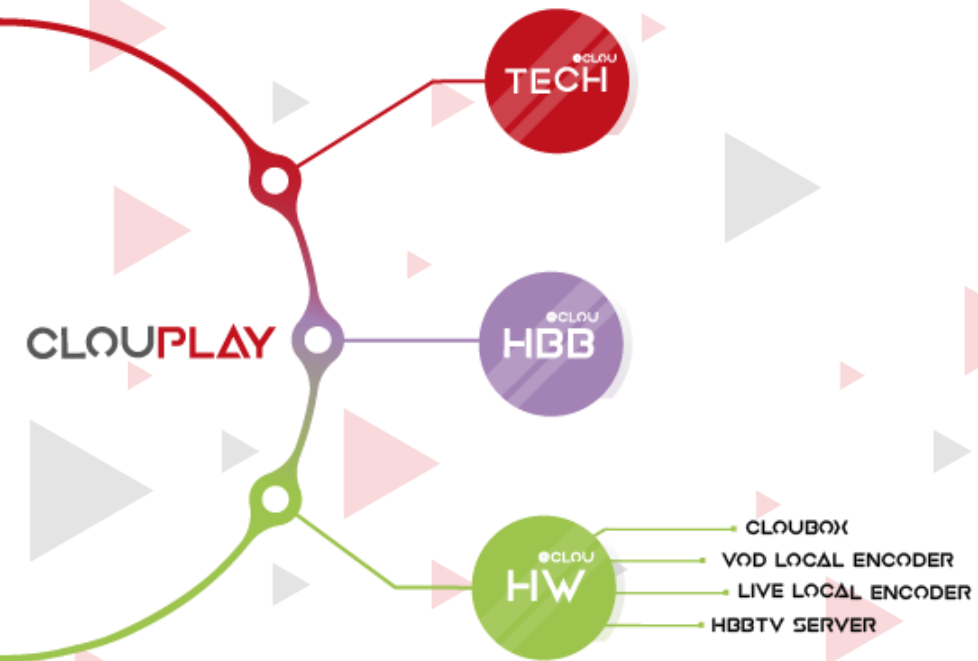 @CLOU
TECH
CLOUPLAY
@CLOU
HBB
@CLOU
HW
CLOUBOX
VOD LOCAL ENCODER
LIVE LOCAL ENCODER
HBBTV SERVER